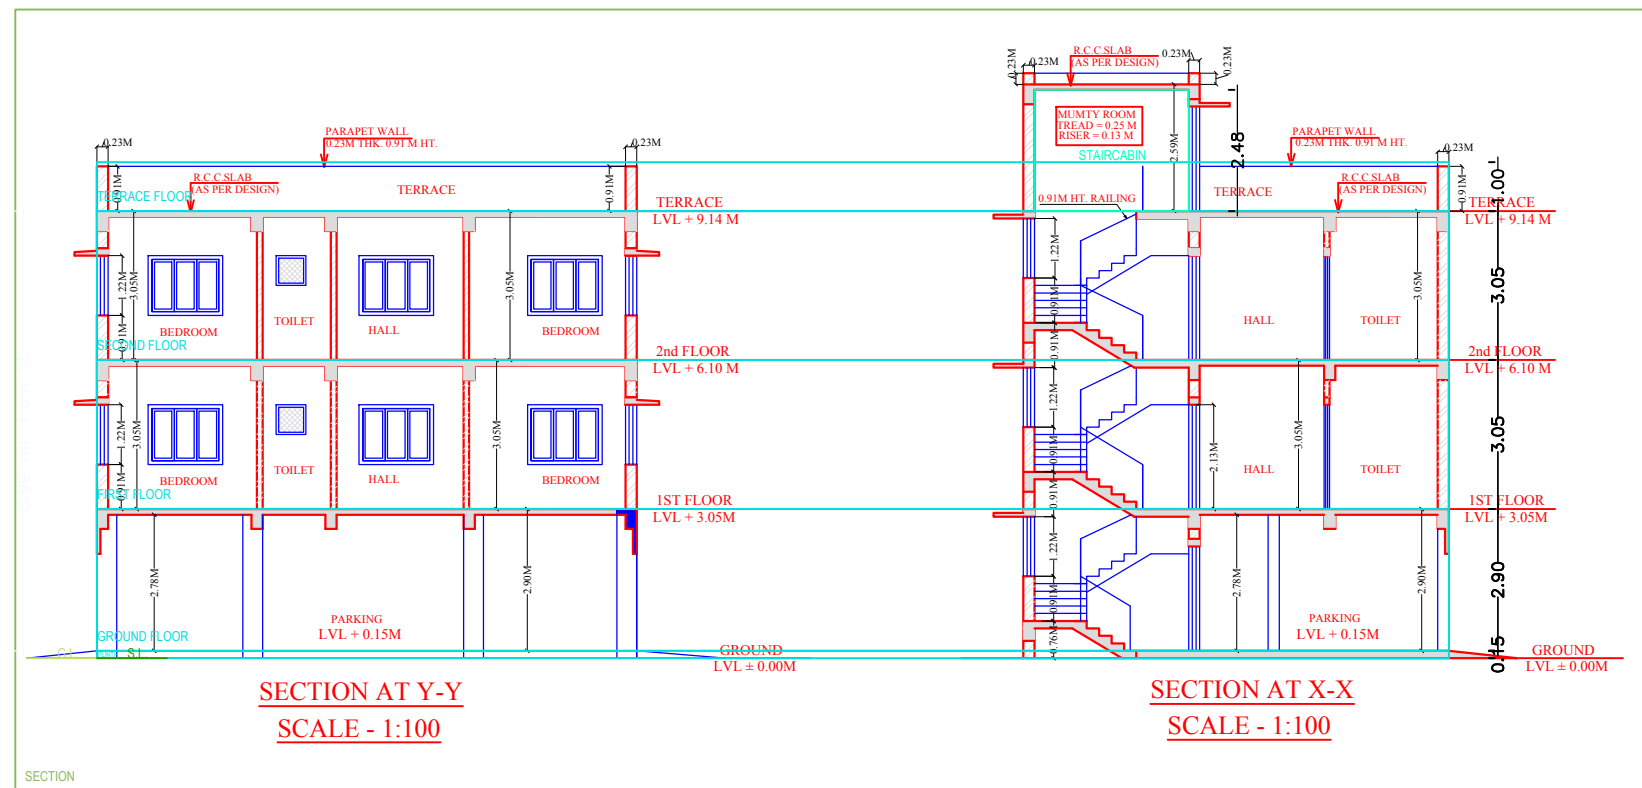 0.23M
PARAPET WALL
0.23M THK. 0.91 M HT.
0.23M
0.91M
R.C.C.SLAB
(AS PER DESIGN)
TERRACE
0.91M
TERRACE FLOOR
TERRACE
LVL + 9.14 M
1.22M
3.05M
3.05M
0.91M
BEDROOM
TOILET
HALL
BEDROOM
SECOND FLOOR
2nd FLOOR
LVL + 6.10 M
1.22M
3.05M
3.05M
0.91M
BEDROOM
TOILET
HALL
BEDROOM
FIRST FLOOR
1ST FLOOR
LVL + 3.05M
2.78M
2.90M
PARKING
LVL + 0.15M
GROUND FLOOR
G.L
S.L
GROUND
LVL ± 0.00M
SECTION AT Y-Y
SCALE - 1:100
0.23M
0.23M
R.C.C.SLAB
(AS PER DESIGN)
0.23M
0.23M
MUMTY ROOM
TREAD = 0.25 M
RISER = 0.13 M
STAIRCABIN
2.59M
2.48
PARAPET WALL
0.23M THK. 0.91 M HT.
0.23M
0.91M HT. RAILING
TERRACE
R.C.C.SLAB
(AS PER DESIGN)
0.91M
1.00
TERRACE
LVL + 9.14 M
1.22M
0.91M
0.91M
3.05M
3.05
HALL
TOILET
2nd FLOOR
LVL + 6.10 M
1.22M
0.91M
0.91M
2.13M
3.05M
3.05
HALL
TOILET
1ST FLOOR
LVL + 3.05M
1.22M
0.91M
0.76M
2.78M
2.90M
2.90
PARKING
LVL + 0.15M
0.15
GROUND
LVL ± 0.00M
SECTION AT X-X
SCALE - 1:100
SECTION